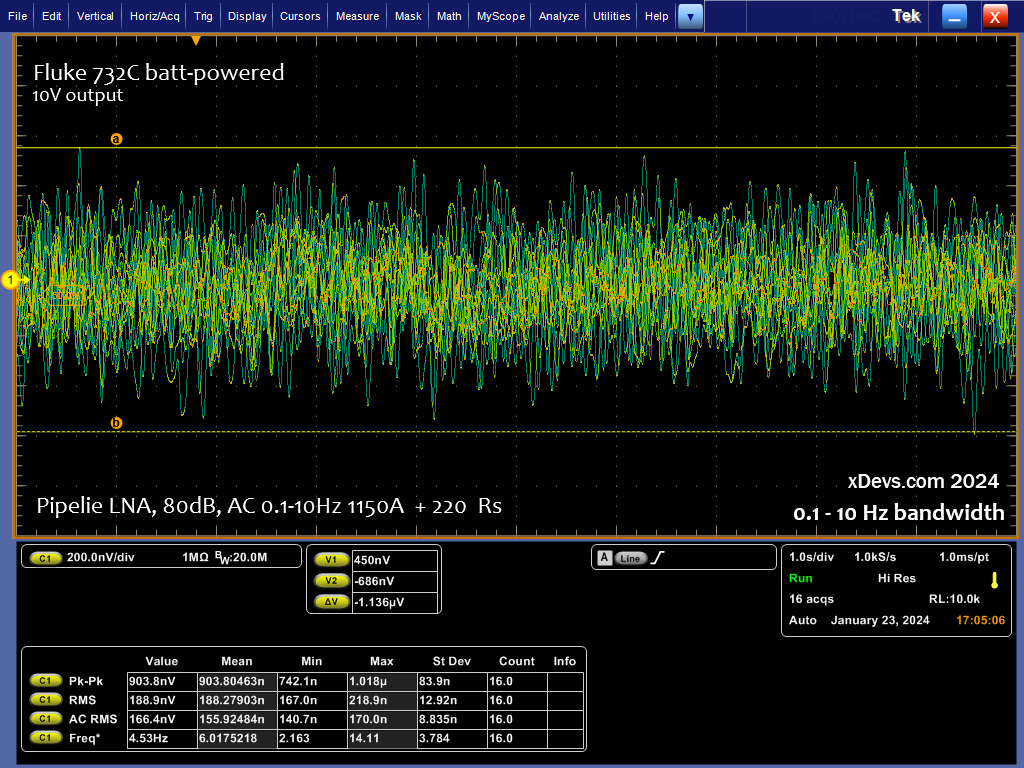 File Edit Vertical Horiz/Acq Trig Display Cursors Measure Mask Math MyScope Analyze Utilities Help Tek X
Fluke 732C batt-powered
10V output
a
1
b
xDevs.com 2024
Pipelie LNA, 80dB, AC 0.1-10Hz 1150A + 220 Rs
0.1 - 10 Hz bandwidth
C1 200.0nV/div 1MΩ BW:20.0M
V1 450nV
V2 -686nV
ΔV -1.136µV
A Line
1.0s/div 1.0kS/s 1.0ms/pt
Run Hi Res
16 acqs RL:10.0k
Auto January 23, 2024 17:05:06
Value Mean Min Max St Dev Count Info
C1 Pk-Pk 903.8nV 903.80463n 742.1n 1.018µ 83.9n 16.0
C1 RMS 188.9nV 188.27903n 167.0n 218.9n 12.92n 16.0
C1 AC RMS 166.4nV 155.92484n 140.7n 170.0n 8.835n 16.0
C1 Freq* 4.53Hz 6.0175218 2.163 14.11 3.784 16.0